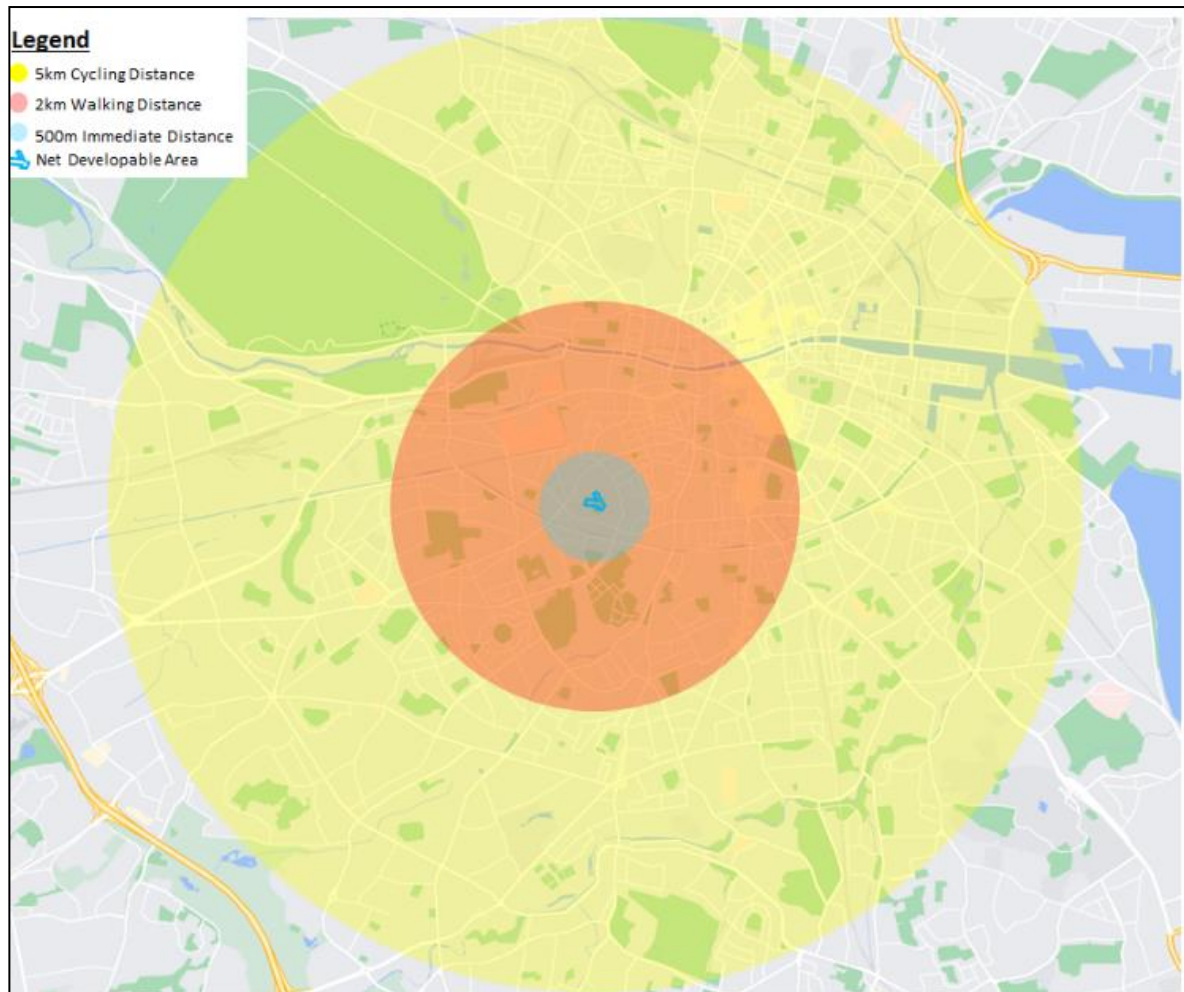 Legend
5km Cycling Distance
2km Walking Distance
500m Immediate Distance
Net Developable Area